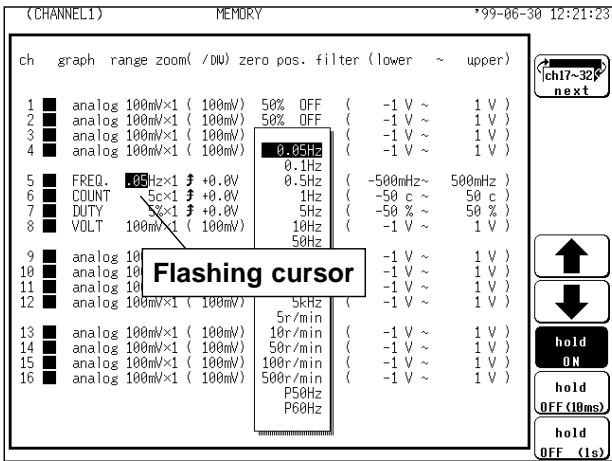 (CHANNEL1) MEMORY '99-06-30 12:21:23
ch graph range zoom( /DIV) zero pos. filter (lower ~ upper)
1 analog 100mV×1 ( 100mV) 50% OFF ( -1 V ~ 1 V )
2 analog 100mV×1 ( 100mV) 50% OFF ( -1 V ~ 1 V )
3 analog 100mV×1 ( 100mV) ( -1 V ~ 1 V )
4 analog 100mV×1 ( 100mV) 0.05Hz ( -1 V ~ 1 V )
0.1Hz
5 FREQ. .05Hz×1 +0.0V 0.5Hz ( -500mHz~ 500mHz )
6 COUNT 5c×1 +0.0V 1Hz ( -50 c ~ 50 c )
7 DUTY 5%×1 +0.0V 5Hz ( -50 % ~ 50 % )
8 VOLT 100mV×1 ( 100mV) 10Hz ( -1 V ~ 1 V )
50Hz
9 analog -1 V ~ 1 V )
10 analog -1 V ~ 1 V )
11 analog -1 V ~ 1 V )
12 analog 100mV×1 ( 100mV) 5kHz ( -1 V ~ 1 V )
5r/min
13 analog 100mV×1 ( 100mV) 10r/min ( -1 V ~ 1 V )
14 analog 100mV×1 ( 100mV) 50r/min ( -1 V ~ 1 V )
15 analog 100mV×1 ( 100mV) 100r/min ( -1 V ~ 1 V )
16 analog 100mV×1 ( 100mV) 500r/min ( -1 V ~ 1 V )
P50Hz
P60Hz
Flashing cursor
ch17~32
next
hold
ON
hold
OFF(10ms)
hold
OFF (1s)